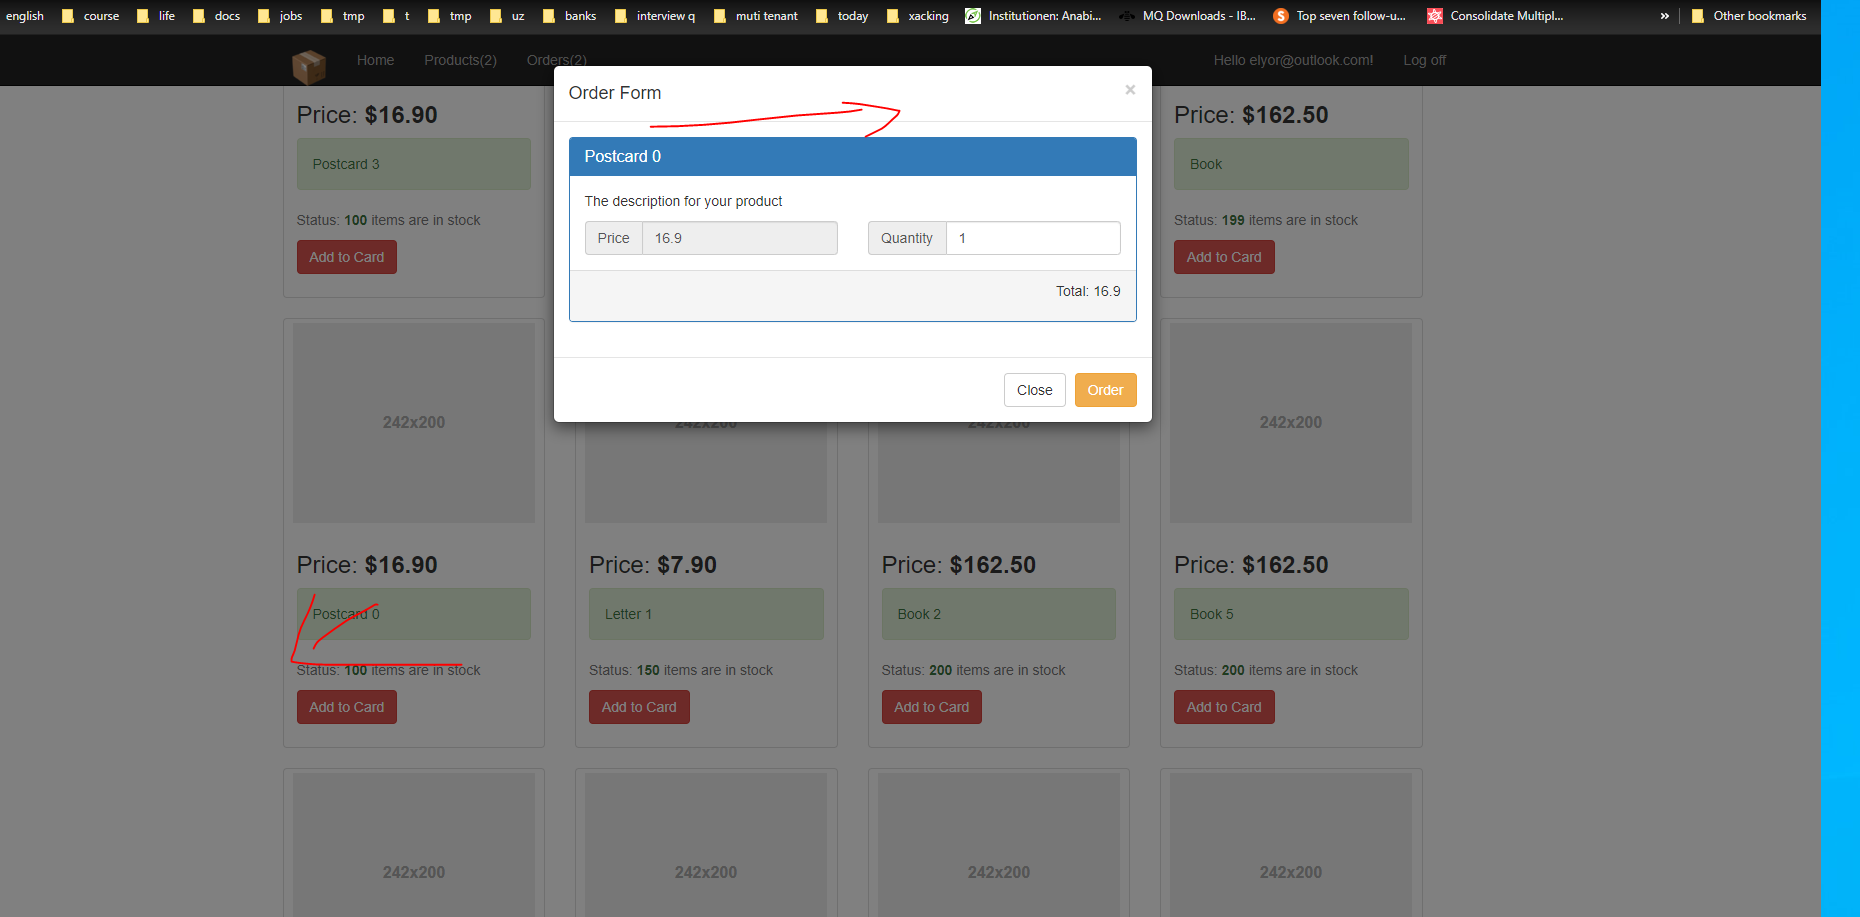 english course life docs jobs tmp t tmp uz banks interview q muti tenant today xacking Institutionen: Anabi... MQ Downloads - IB... Top seven follow-u... Consolidate Multipl... » Other bookmarks
Home Products(2) Orders(2) Hello elyor@outlook.com! Log off
Order Form ×
Postcard 0
The description for your product
Price 16.9 Quantity 1
Total: 16.9
Close Order
Price: $16.90 Price: $162.50
Postcard 3 Book
Status: 100 items are in stock Status: 199 items are in stock
Add to Card Add to Card
242x200 242x200 242x200 242x200
Price: $16.90 Price: $7.90 Price: $162.50 Price: $162.50
Postcard 0 Letter 1 Book 2 Book 5
Status: 100 items are in stock Status: 150 items are in stock Status: 200 items are in stock Status: 200 items are in stock
Add to Card Add to Card Add to Card Add to Card
242x200 242x200 242x200 242x200